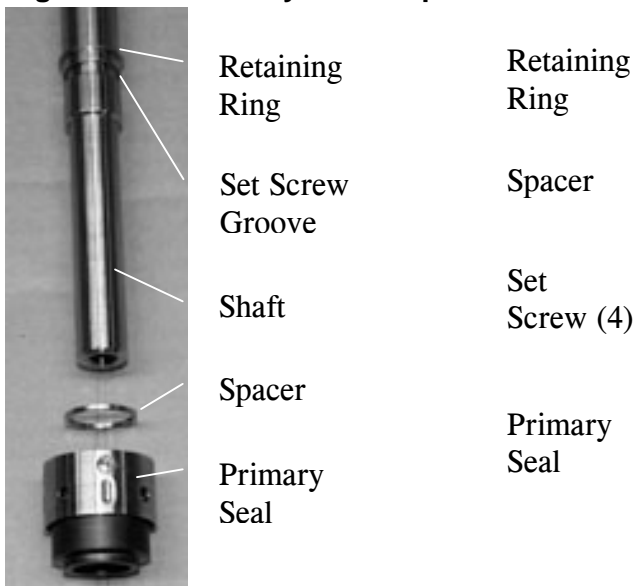 Retaining
Ring
Set Screw
Groove
Shaft
Spacer
Primary
Seal
Retaining
Ring
Spacer
Set
Screw (4)
Primary
Seal